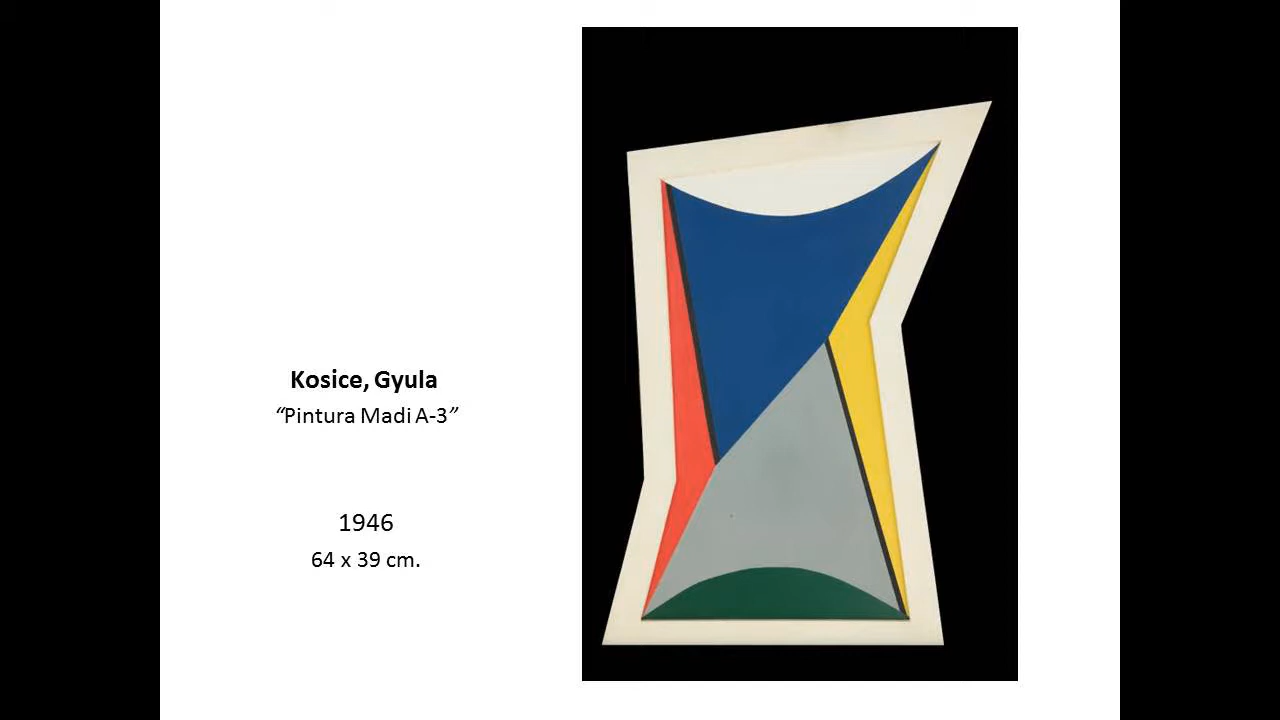 Kosice, Gyula
“Pintura Madi A-3”
1946
64 x 39 cm.